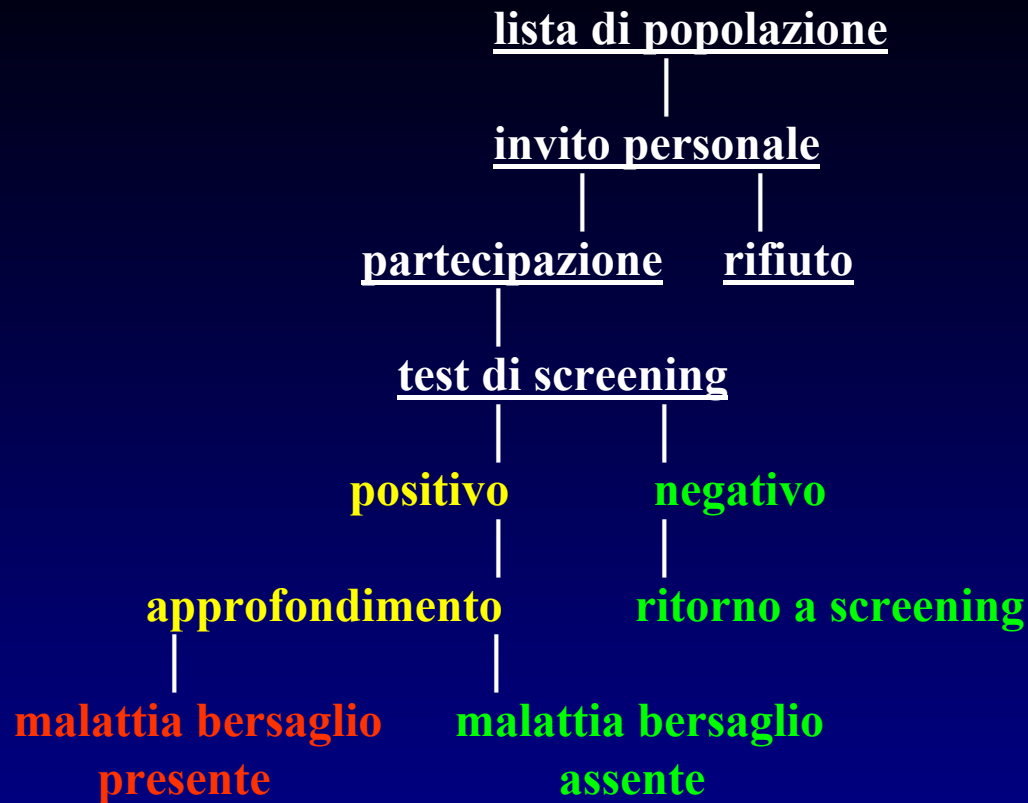 lista di popolazione
invito personale
partecipazione rifiuto
test di screening
positivo negativo
approfondimento ritorno a screening
malattia bersaglio malattia bersaglio
presente assente